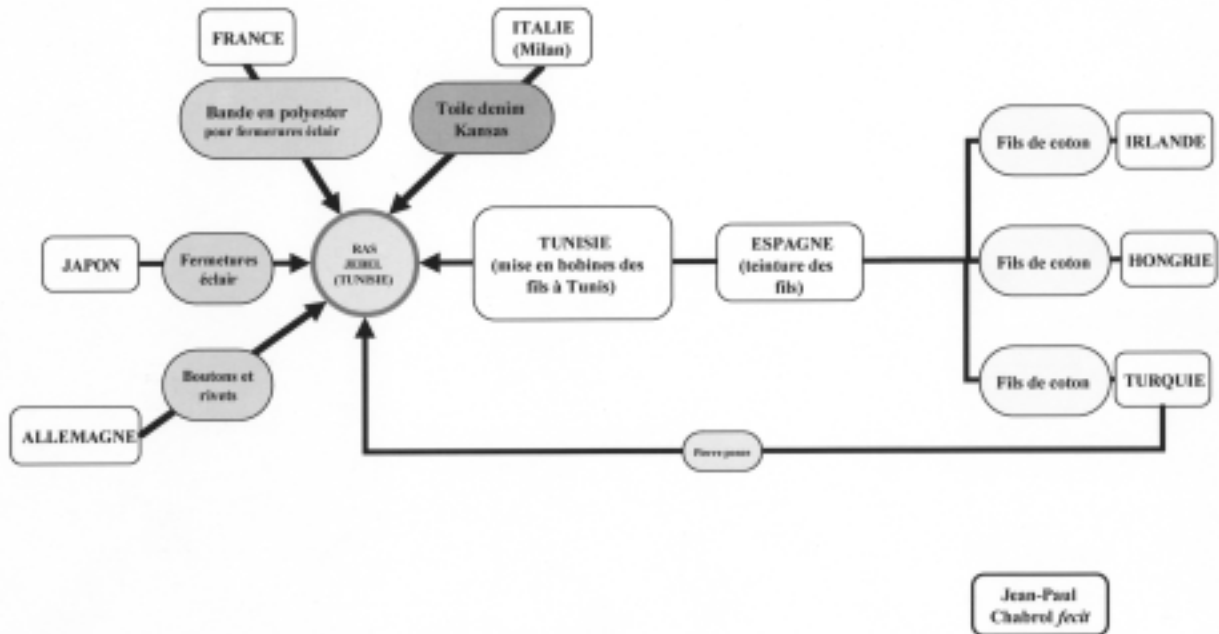 FRANCE
ITALIE
(Milan)
Bande en polyester
pour fermetures éclair
Toile denim
Kansas
Fils de coton
IRLANDE
JAPON
Fermetures
éclair
RAS
JEBEL
(TUNISIE)
TUNISIE
(mise en bobines des
fils à Tunis)
ESPAGNE
(teinture des
fils)
Fils de coton
HONGRIE
Boutons et
rivets
ALLEMAGNE
Fils de coton
TURQUIE
Pierre ponce
Jean-Paul
Chabrol fecit